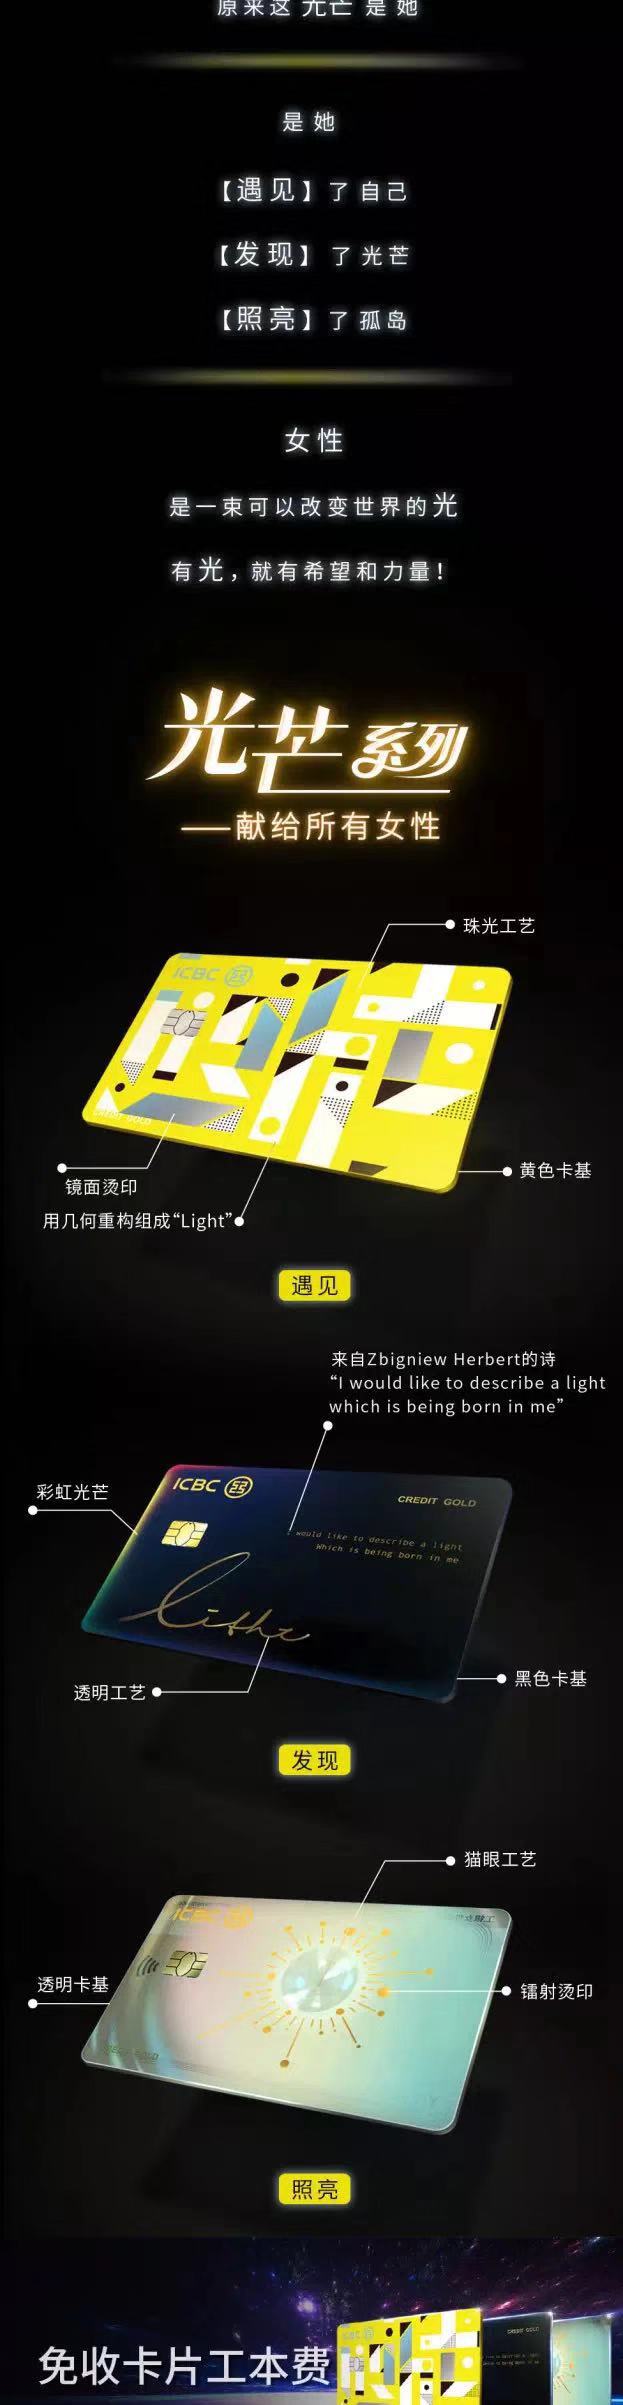 原来这 光芒 是 她
是 她
【遇见】了 自己
【发现】了 光芒
【照亮】了 孤岛
女性
是一束可以改变世界的光
有光，就有希望和力量！
光芒系列
——献给所有女性
珠光工艺
ICBC
CREDIT GOLD
镜面烫印
黄色卡基
用几何重构组成“Light”
遇见
来自Zbigniew Herbert的诗
“I would like to describe a light
which is being born in me”
彩虹光芒
ICBC
CREDIT GOLD
I would like to describe a light
Which is being born in me
透明工艺
黑色卡基
发现
猫眼工艺
ICBC
透明卡基
镭射烫印
照亮
免收卡片工本费
CREDIT GOLD